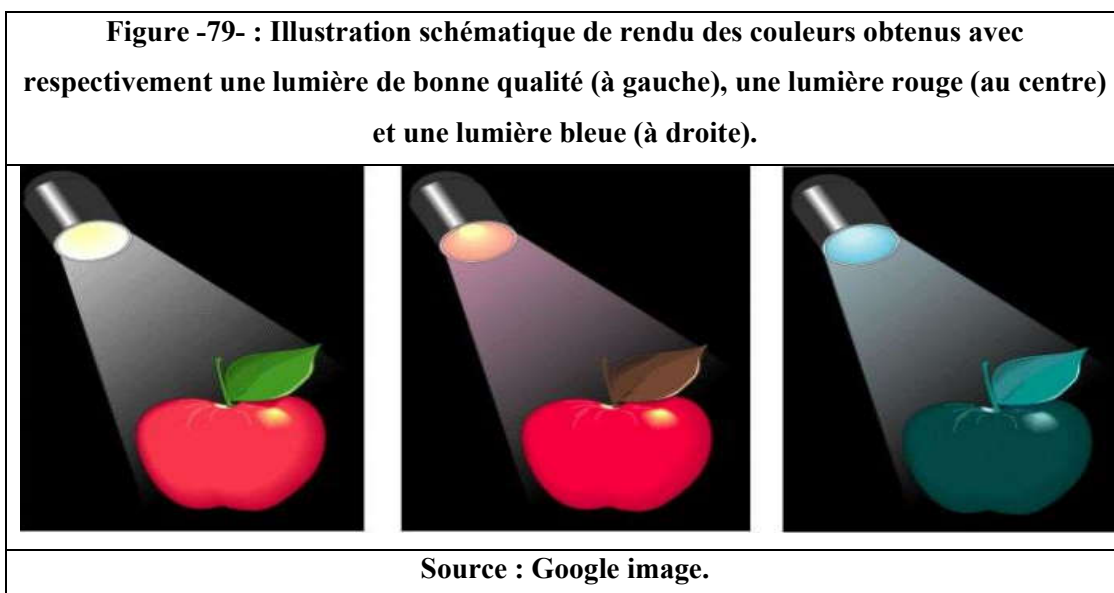 Figure -79- : Illustration schématique de rendu des couleurs obtenus avec
respectivement une lumière de bonne qualité (à gauche), une lumière rouge (au centre)
et une lumière bleue (à droite).
Source : Google image.